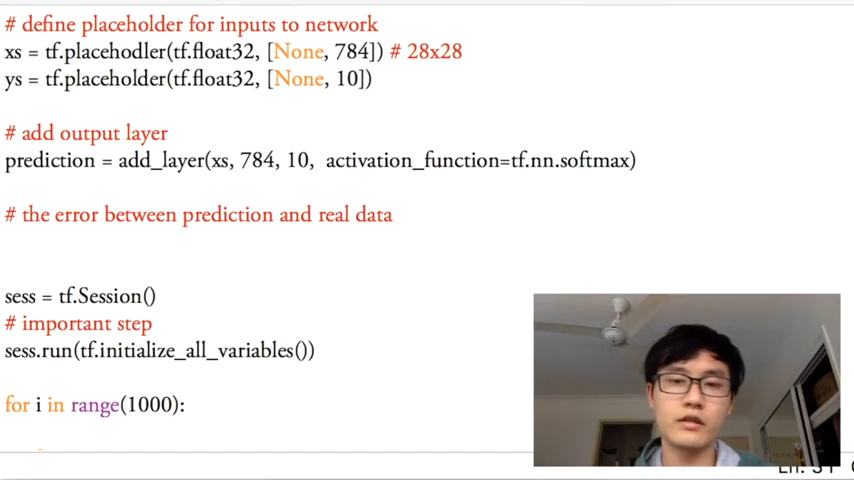 # define placeholder for inputs to network
xs = tf.placehodler(tf.float32, [None, 784]) # 28x28
ys = tf.placeholder(tf.float32, [None, 10])
# add output layer
prediction = add_layer(xs, 784, 10,  activation_function=tf.nn.softmax)
# the error between prediction and real data
sess = tf.Session()
# important step
sess.run(tf.initialize_all_variables())
for i in range(1000):